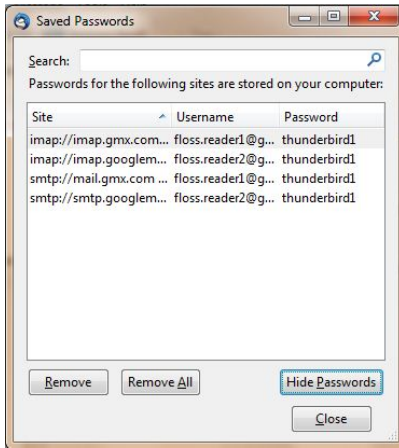 Saved Passwords
Search:
Passwords for the following sites are stored on your computer:
Site Username Password
imap://imap.gmx.com... floss.reader1@g... thunderbird1
imap://imap.googlem... floss.reader2@g... thunderbird1
smtp://mail.gmx.com ... floss.reader1@g... thunderbird1
smtp://smtp.googlem... floss.reader2@g... thunderbird1
Remove Remove All Hide Passwords
Close